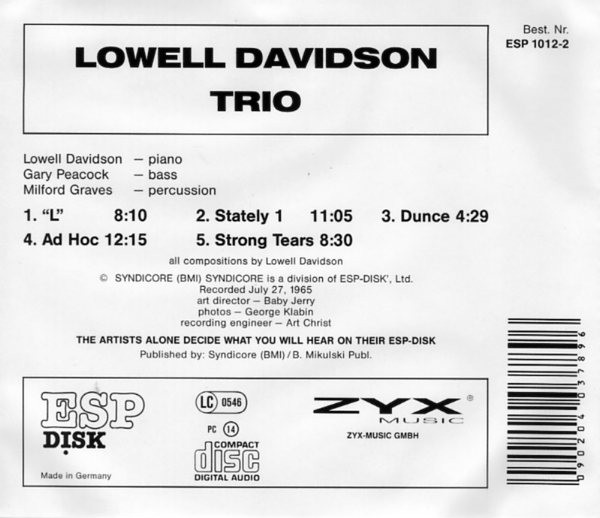 Best. Nr.
ESP 1012-2
LOWELL DAVIDSON
TRIO
Lowell Davidson – piano
Gary Peacock – bass
Milford Graves – percussion
1. “L” 8:10 2. Stately 1 11:05 3. Dunce 4:29
4. Ad Hoc 12:15 5. Strong Tears 8:30
all compositions by Lowell Davidson
© SYNDICORE (BMI) SYNDICORE is a division of ESP-DISK', Ltd.
Recorded July 27, 1965
art director – Baby Jerry
photos – George Klabin
recording engineer – Art Christ
THE ARTISTS ALONE DECIDE WHAT YOU WILL HEAR ON THEIR ESP-DISK
Published by: Syndicore (BMI) / B. Mikulski Publ.
ESP
DISK
Made in Germany
LC 0546
PC 14
COMPACT
disc
DIGITAL AUDIO
ZYX ®
MUSIC
ZYX-MUSIC GMBH
090204037896